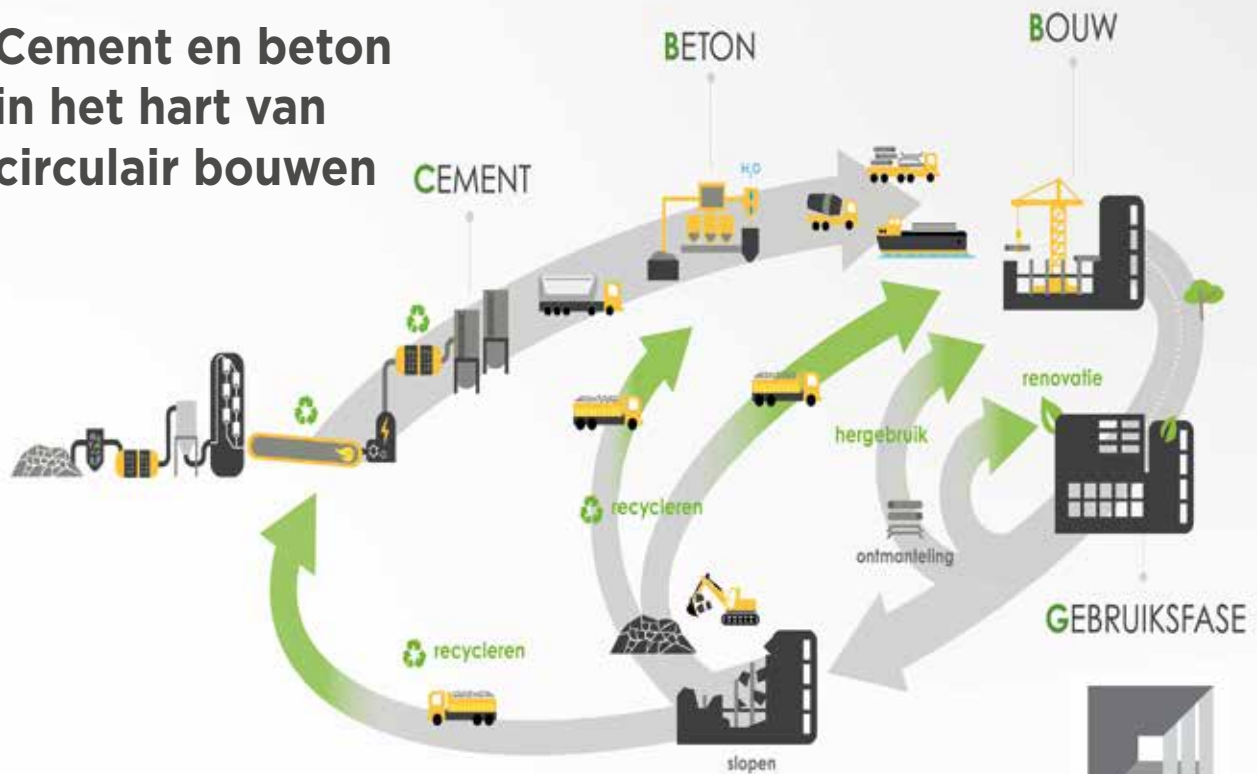 Cement en beton
in het hart van
circulair bouwen
CEMENT
BETON
BOUW
H₂O
renovatie
hergebruik
recycleren
ontmanteling
GEBRUIKSFASE
recycleren
slopen